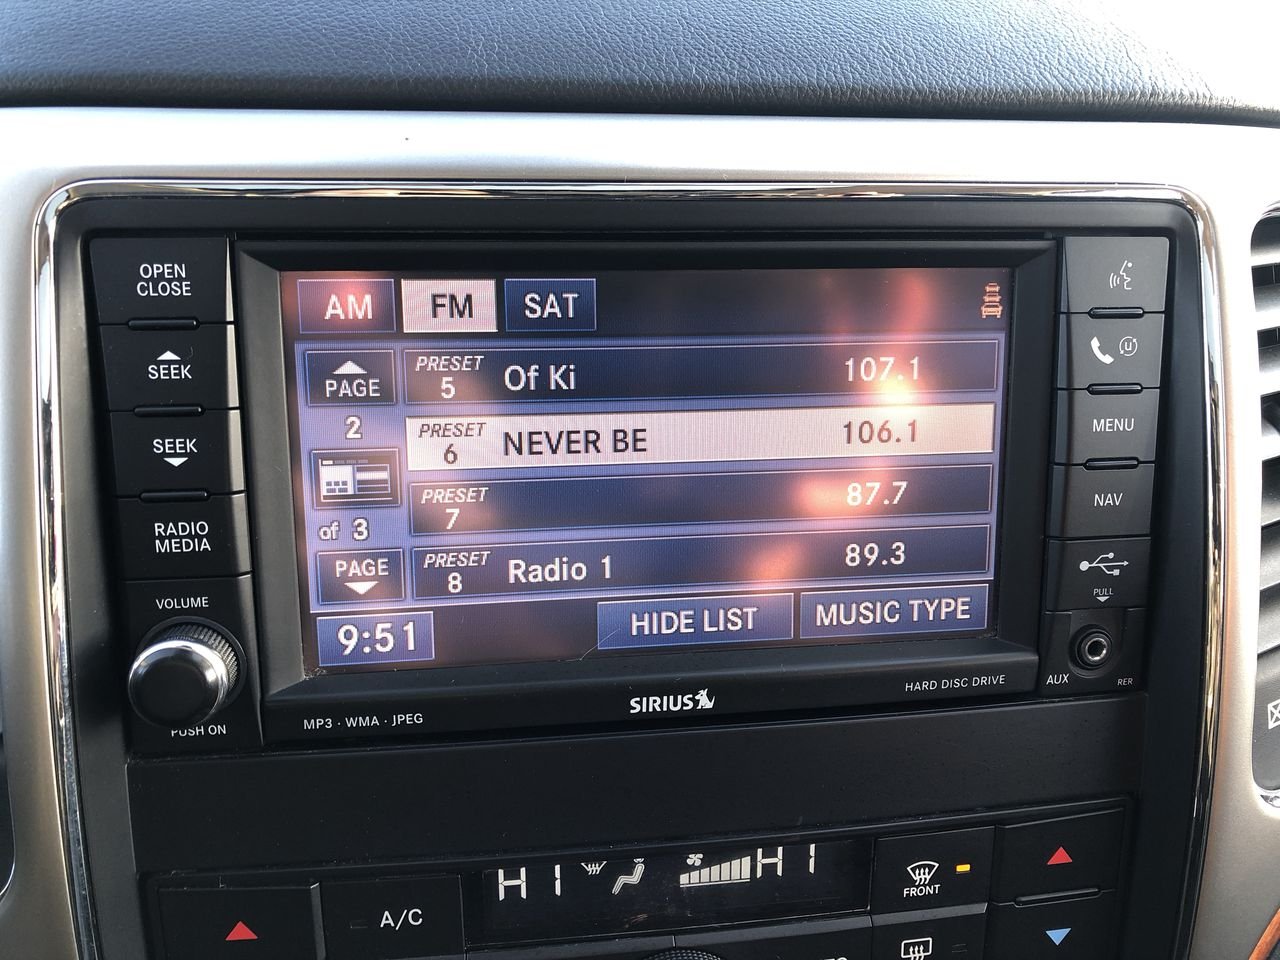 OPEN
CLOSE
SEEK
SEEK
RADIO
MEDIA
VOLUME
PUSH ON
AM FM SAT
PAGE
2
of 3
PAGE
PRESET 5 Of Ki 107.1
PRESET 6 NEVER BE 106.1
PRESET 7 87.7
PRESET 8 Radio 1 89.3
9:51 HIDE LIST MUSIC TYPE
MENU
NAV
PULL
AUX RER
MP3 · WMA · JPEG SIRIUS HARD DISC DRIVE
HI HI
A/C
FRONT